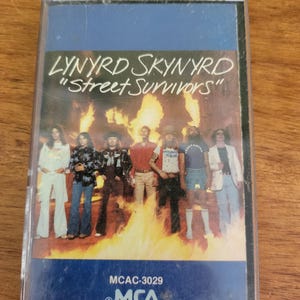 LYNYRD SKYNYRD
"Street Survivors"
MCAC-3029
MCA